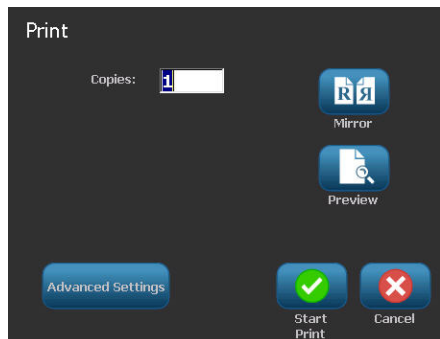 Print
Copies: 1
R Я
Mirror
Preview
Advanced Settings
Start
Print
Cancel